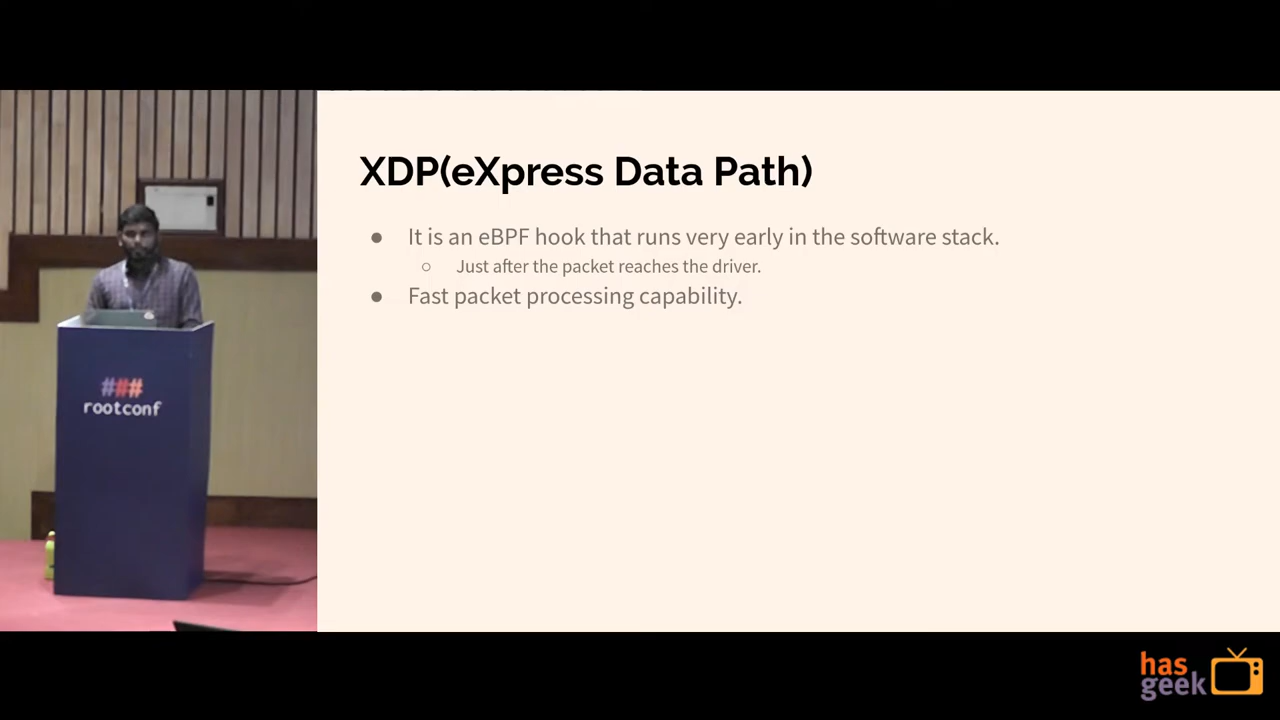 XDP(eXpress Data Path)
● It is an eBPF hook that runs very early in the software stack.
○ Just after the packet reaches the driver.
● Fast packet processing capability.
###
rootconf
has
geek